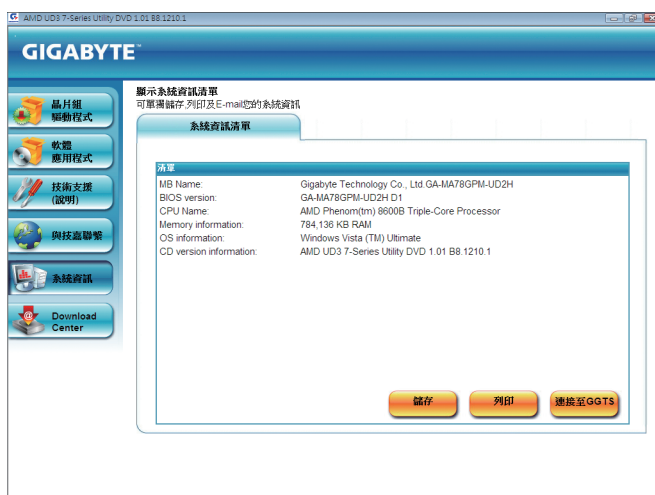 AMD UD3 7-Series Utility DVD 1.01 B8.1210.1
GIGABYTE™
晶片組
驅動程式
軟體
應用程式
技術支援
(說明)
與技嘉聯繫
系統資訊
Download
Center
顯示系統資訊清單
可單獨儲存,列印及E-mail您的系統資訊
系統資訊清單
清單
MB Name: Gigabyte Technology Co., Ltd.GA-MA78GPM-UD2H
BIOS version: GA-MA78GPM-UD2H D1
CPU Name: AMD Phenom(tm) 8600B Triple-Core Processor
Memory information: 784,136 KB RAM
OS information: Windows Vista (TM) Ultimate
CD version information: AMD UD3 7-Series Utility DVD 1.01 B8.1210.1
儲存
列印
連接至GGTS